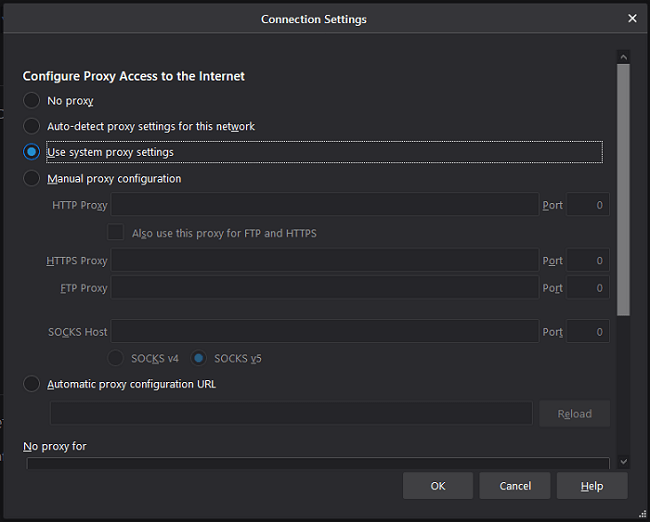 Connection Settings
Configure Proxy Access to the Internet
No proxy
Auto-detect proxy settings for this network
Use system proxy settings
Manual proxy configuration
HTTP Proxy Port 0
Also use this proxy for FTP and HTTPS
HTTPS Proxy Port 0
FTP Proxy Port 0
SOCKS Host Port 0
SOCKS v4 SOCKS v5
Automatic proxy configuration URL
Reload
No proxy for
OK Cancel Help